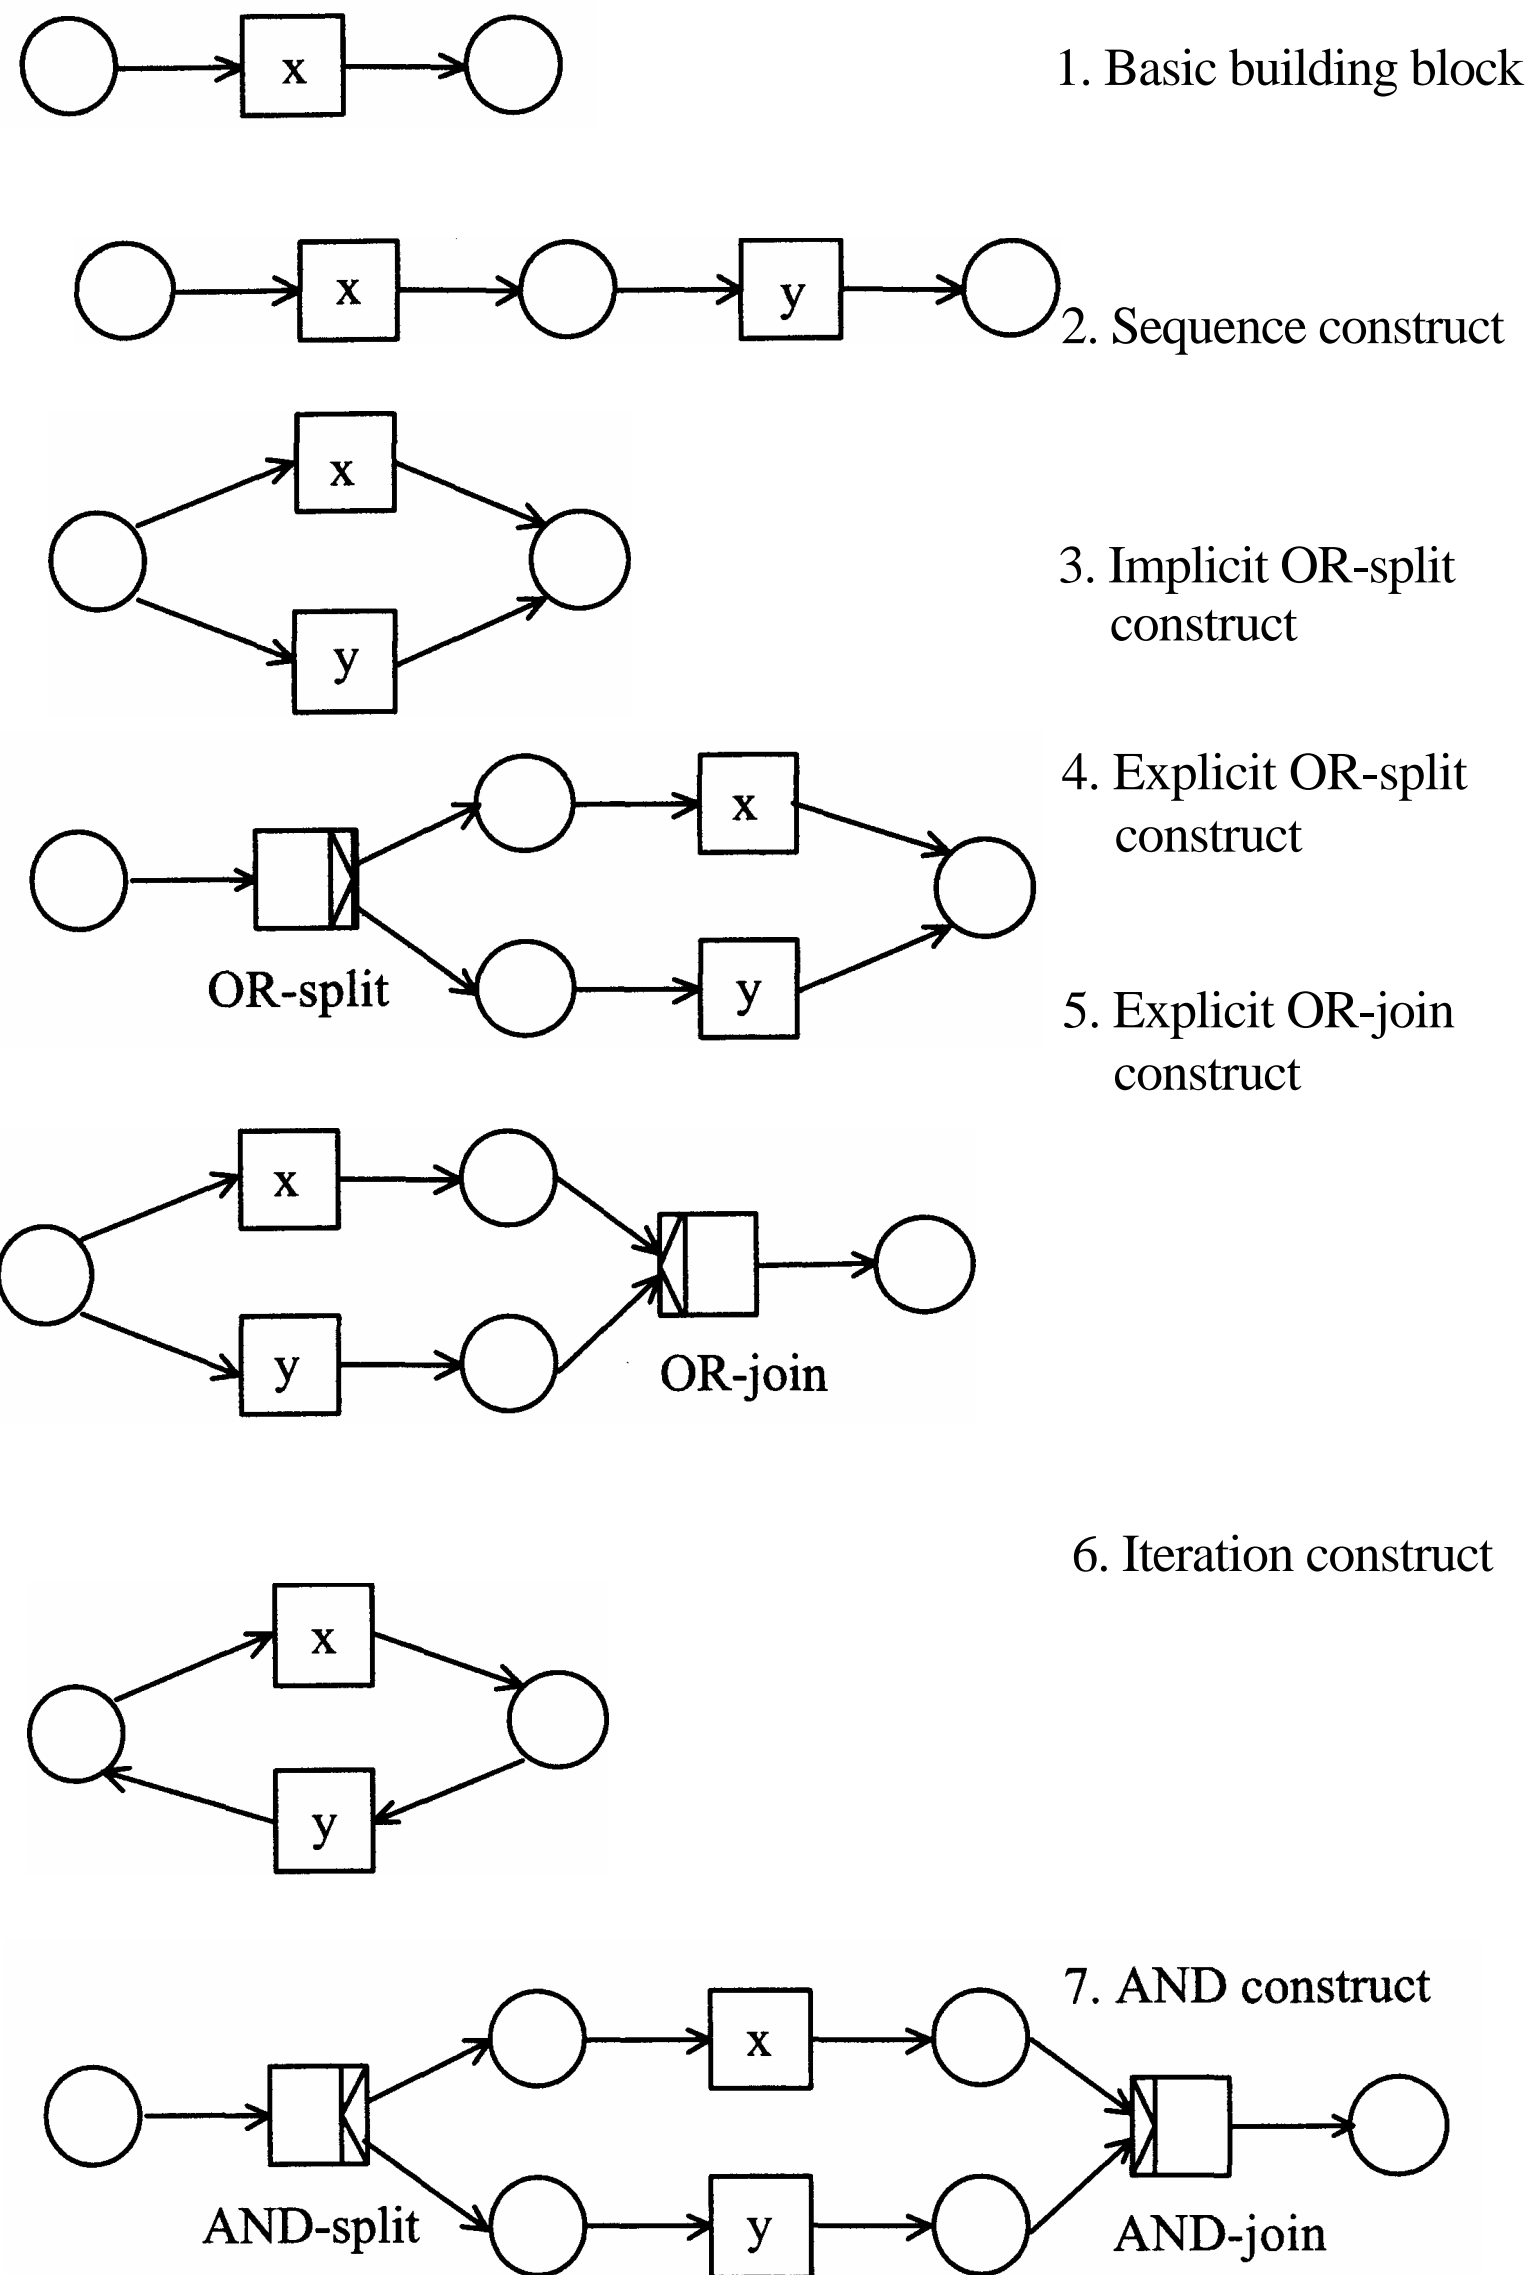 x
1. Basic building block
x
y
2. Sequence construct
x
3. Implicit OR-split
construct
y
4. Explicit OR-split
construct
x
OR-split
y
5. Explicit OR-join
construct
x
y
OR-join
6. Iteration construct
x
y
7. AND construct
x
AND-split
y
AND-join